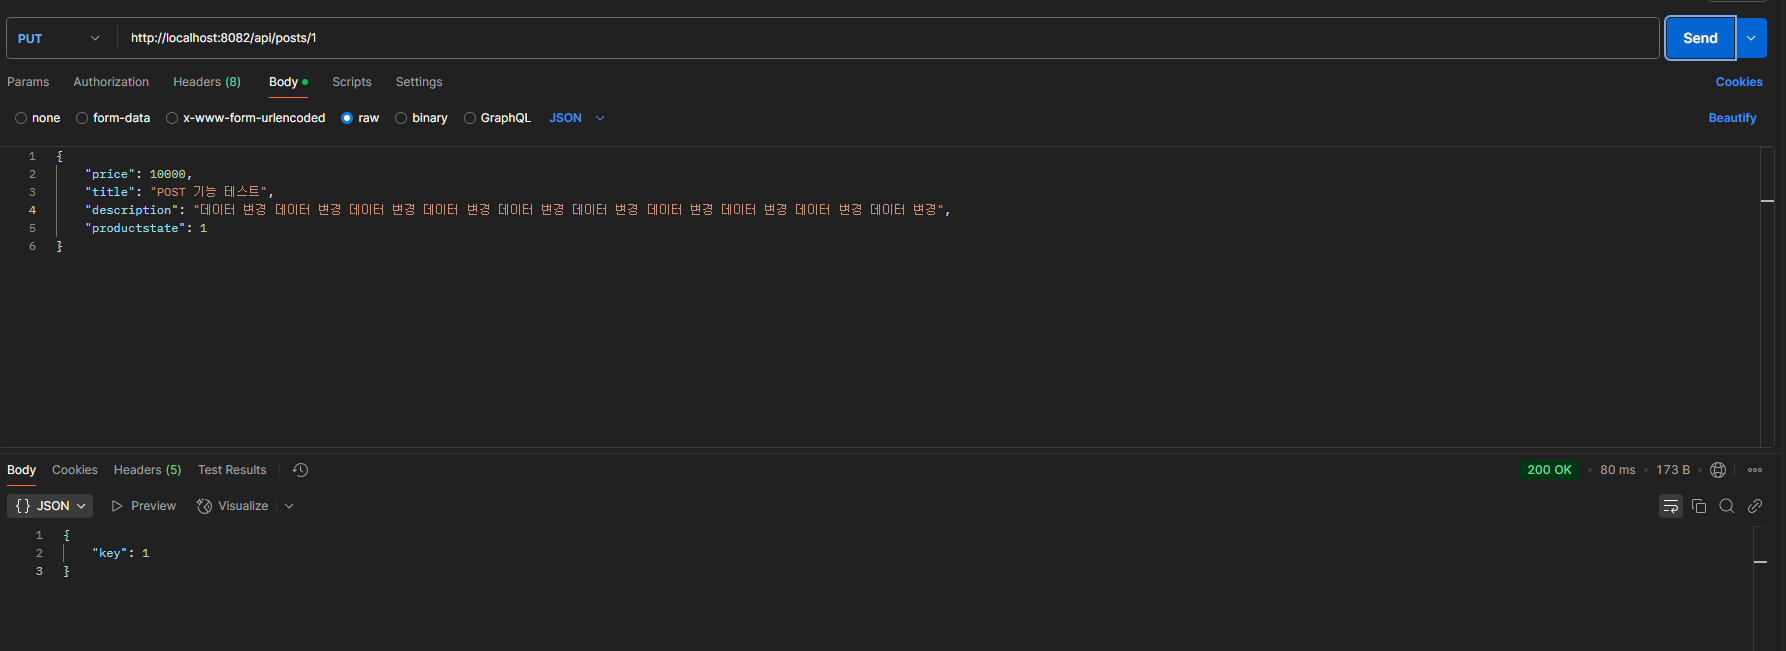 PUT http://localhost:8082/api/posts/1 Send
Params Authorization Headers (8) Body Scripts Settings Cookies
none form-data x-www-form-urlencoded raw binary GraphQL JSON Beautify
1 {
2 "price": 10000,
3 "title": "POST 기능 테스트",
4 "description": "데이터 변경 데이터 변경 데이터 변경 데이터 변경 데이터 변경 데이터 변경 데이터 변경 데이터 변경 데이터 변경 데이터 변경",
5 "productstate": 1
6 }
Body Cookies Headers (5) Test Results 200 OK • 80 ms • 173 B •
{} JSON Preview Visualize
1 {
2 "key": 1
3 }